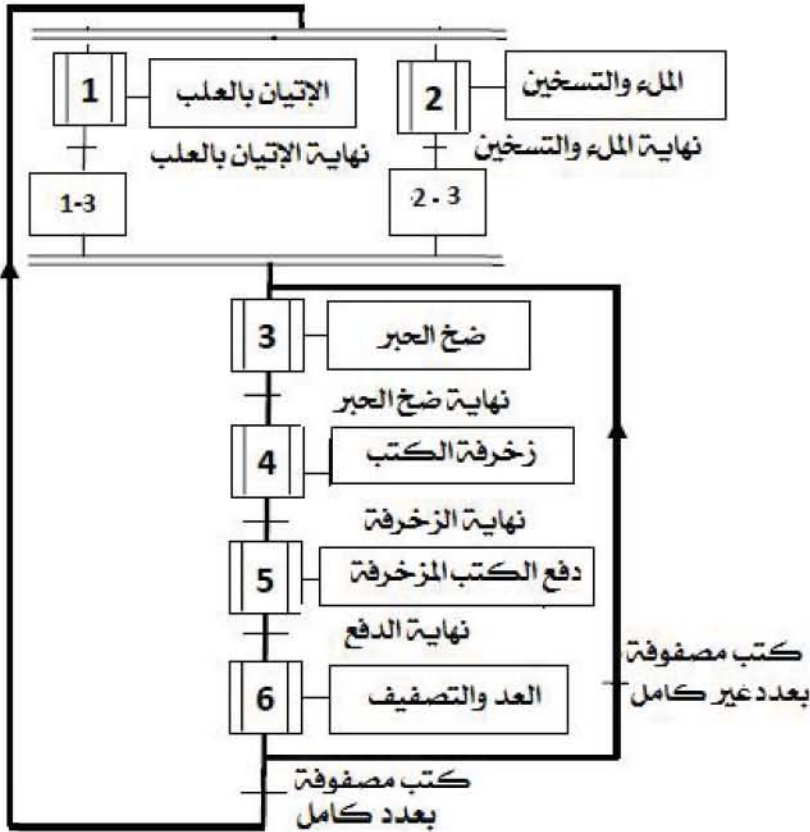 1
الإتيان بالعلب
2
الملء والتسخين
نهاية الإتيان بالعلب
نهاية الملء والتسخين
1-3
2 - 3
3
ضخ الحبر
نهاية ضخ الحبر
4
زخرفة الكتب
نهاية الزخرفة
5
دفع الكتب المزخرفة
نهاية الدفع
6
العد والتصفيف
كتب مصفوفة
بعدد غير كامل
كتب مصفوفة
بعدد كامل